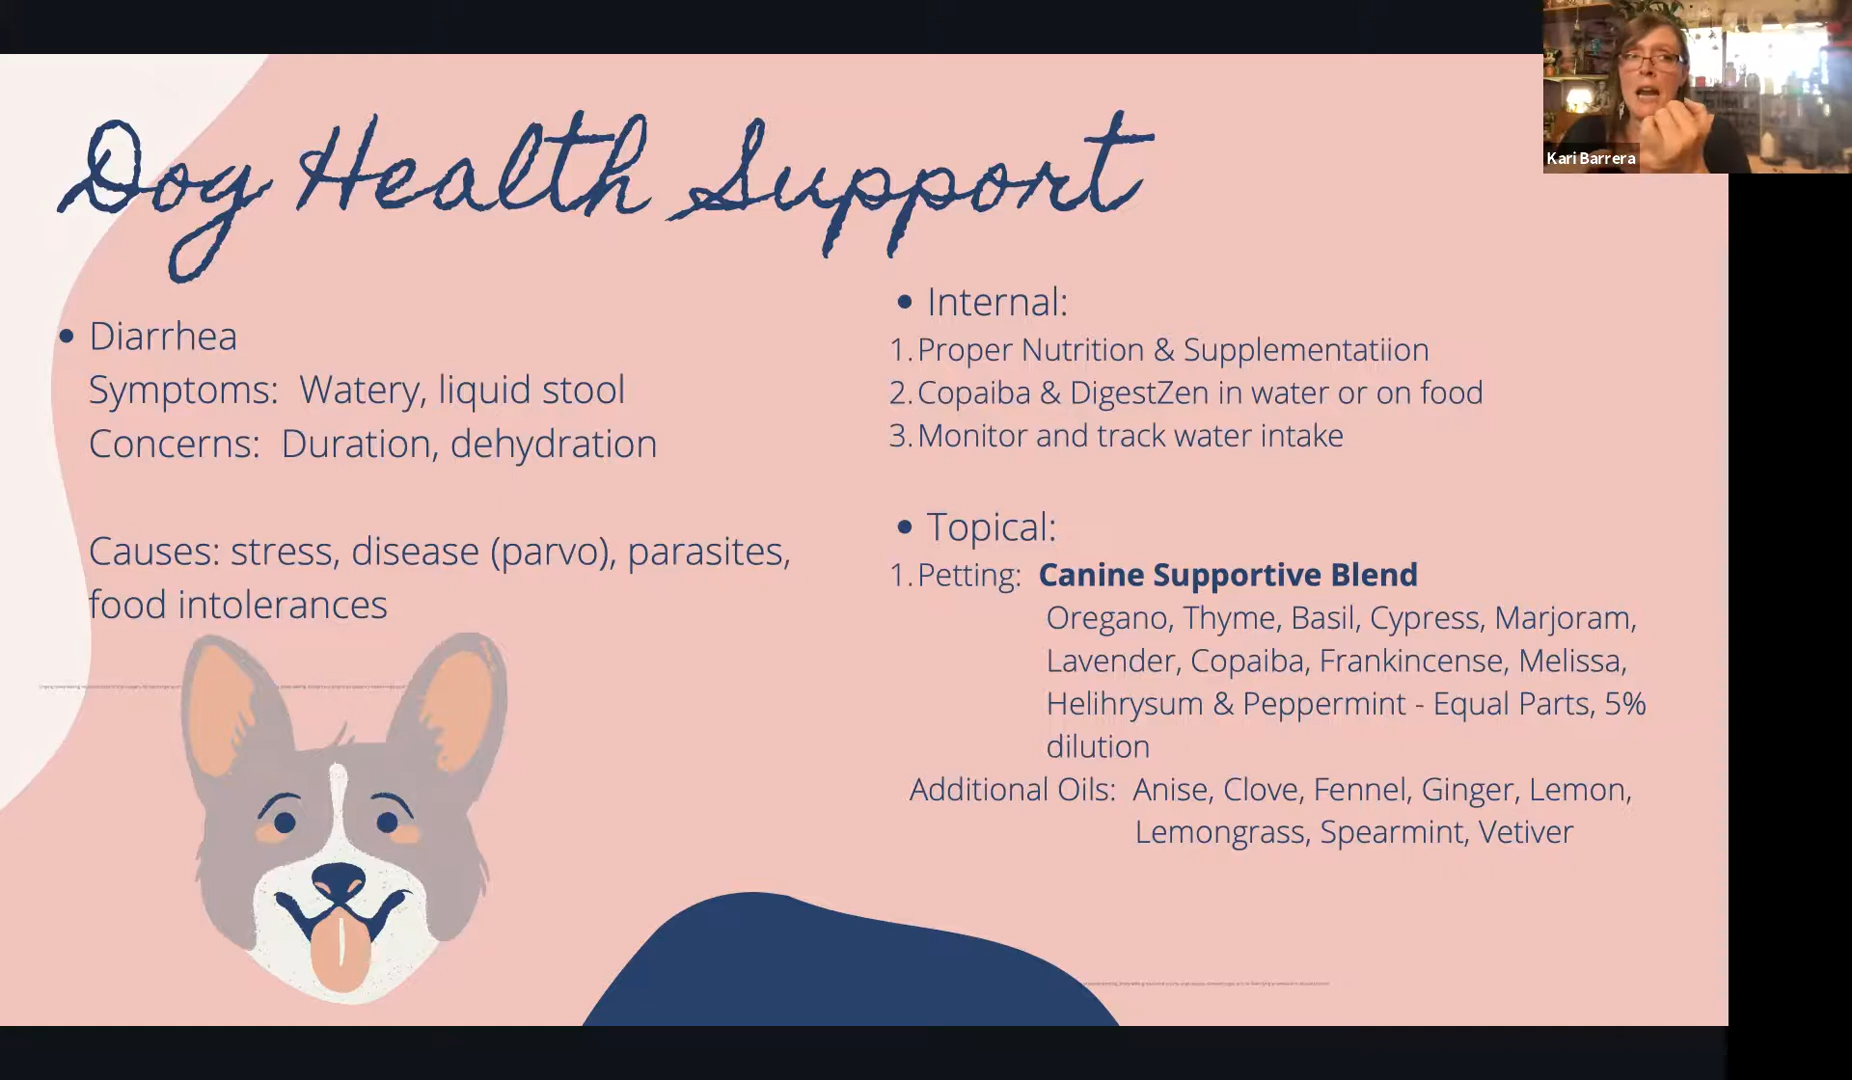 Dog Health Support
• Diarrhea
Symptoms: Watery, liquid stool
Concerns: Duration, dehydration
Causes: stress, disease (parvo), parasites,
food intolerances
• Internal:
1. Proper Nutrition & Supplementatiion
2. Copaiba & DigestZen in water or on food
3. Monitor and track water intake
• Topical:
1. Petting: Canine Supportive Blend
Oregano, Thyme, Basil, Cypress, Marjoram,
Lavender, Copaiba, Frankincense, Melissa,
Helihrysum & Peppermint - Equal Parts, 5%
dilution
Additional Oils: Anise, Clove, Fennel, Ginger, Lemon,
Lemongrass, Spearmint, Vetiver
Kari Barrera